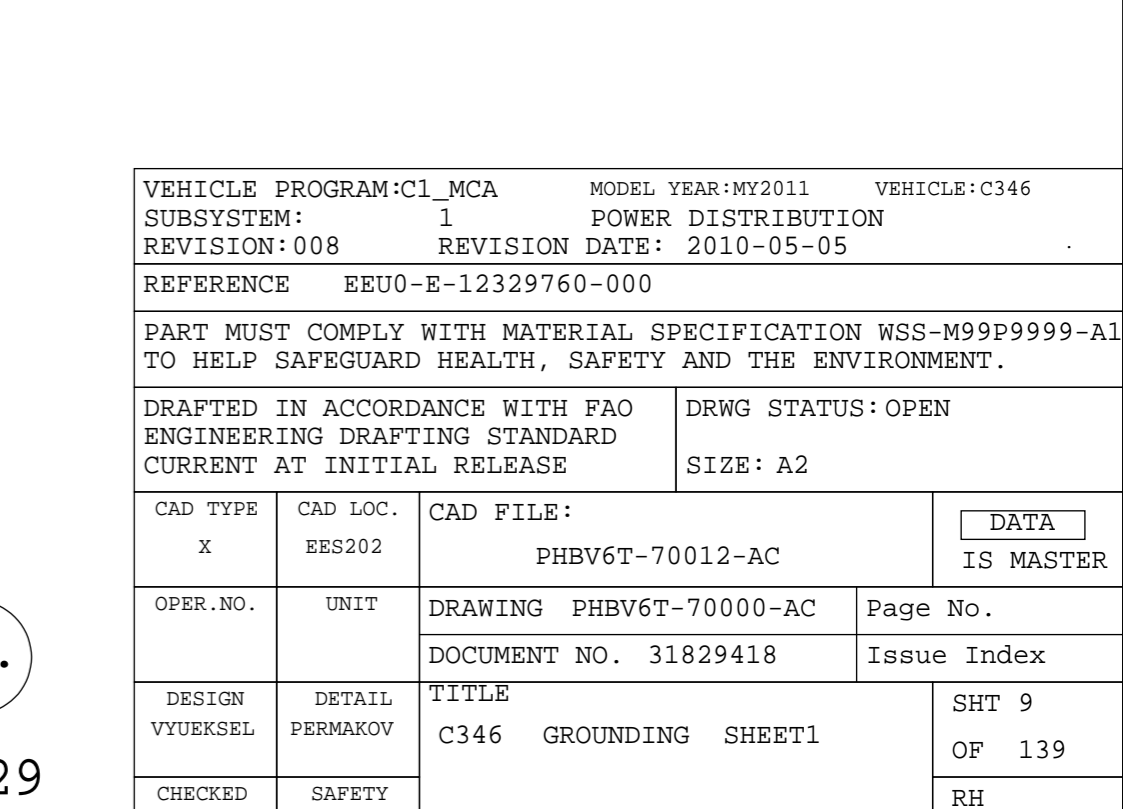 VEHICLE PROGRAM:C1_MCA MODEL YEAR:MY2011 VEHICLE:C346
SUBSYSTEM: 1 POWER DISTRIBUTION
REVISION:008 REVISION DATE: 2010-05-05
REFERENCE EEU0-E-12329760-000
PART MUST COMPLY WITH MATERIAL SPECIFICATION WSS-M99P9999-A1
TO HELP SAFEGUARD HEALTH, SAFETY AND THE ENVIRONMENT.
DRAFTED IN ACCORDANCE WITH FAO
ENGINEERING DRAFTING STANDARD
CURRENT AT INITIAL RELEASE
DRWG STATUS:OPEN
SIZE: A2
CAD TYPE
X
CAD LOC.
EES202
CAD FILE:
PHBV6T-70012-AC
DATA
IS MASTER
OPER.NO.
UNIT
DRAWING PHBV6T-70000-AC
Page No.
DOCUMENT NO. 31829418
Issue Index
DESIGN
VYUEKSEL
DETAIL
PERMAKOV
TITLE
C346 GROUNDING SHEET1
SHT 9
OF 139
29
CHECKED
SAFETY
RH